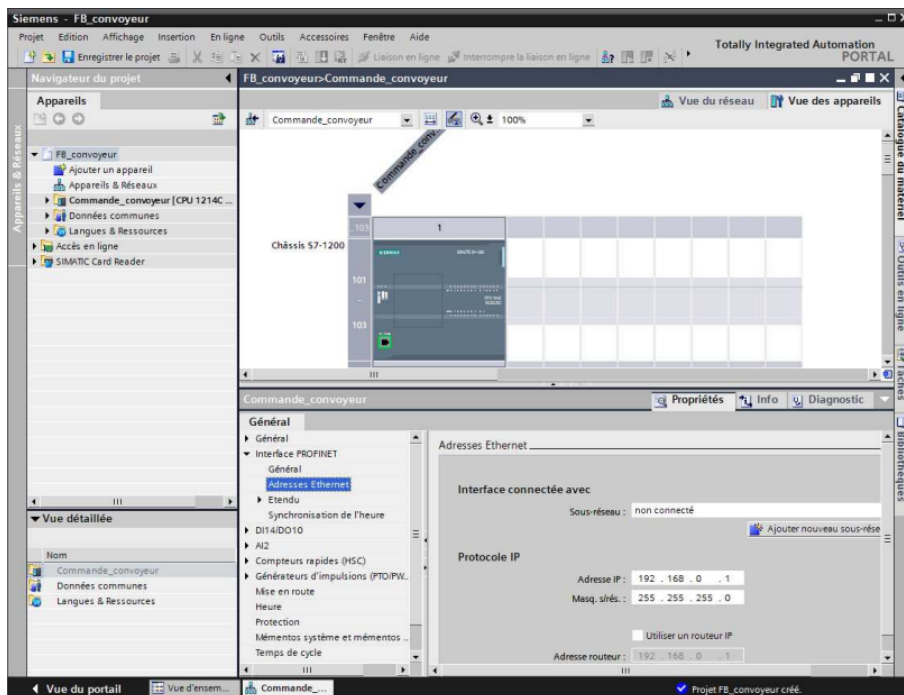 Siemens - FB_convoyeur
Projet Edition Affichage Insertion En ligne Outils Accessoires Fenêtre Aide
Totally Integrated Automation
PORTAL
Enregistrer le projet
Liaison en ligne
Interrompre la liaison en ligne
Navigateur du projet
Appareils
Appareils & Réseaux
FB_convoyeur
Ajouter un appareil
Appareils & Réseaux
Commande_convoyeur [CPU 1214C ...
Données communes
Langues & Ressources
Accès en ligne
SIMATIC Card Reader
Vue détaillée
Nom
Commande_convoyeur
Données communes
Langues & Ressources
FB_convoyeur>Commande_convoyeur
Vue du réseau
Vue des appareils
Commande_convoyeur
100%
Commande_conv...
Châssis S7-1200
103
1
101
-
103
SIEMENS
Commande_convoyeur
Propriétés
Info
Diagnostic
Général
Général
Interface PROFINET
Général
Adresses Ethernet
Etendu
Synchronisation de l'heure
DI14/DO10
AI2
Compteurs rapides (HSC)
Générateurs d'impulsions (PTO/PW..
Mise en route
Heure
Protection
Mémentos système et mémentos ..
Temps de cycle
Adresses Ethernet
Interface connectée avec
Sous-réseau : non connecté
Ajouter nouveau sous-rése
Protocole IP
Adresse IP : 192 . 168 . 0 . 1
Masq. s/rés. : 255 . 255 . 255 . 0
Utiliser un routeur IP
Adresse routeur : 192 . 168 . 0 . 1
Catalogue du matériel
Outils en ligne
Tâches
Bibliothèques
Vue du portail
Vue d'ensem...
Commande_...
Projet FB_convoyeur créé.